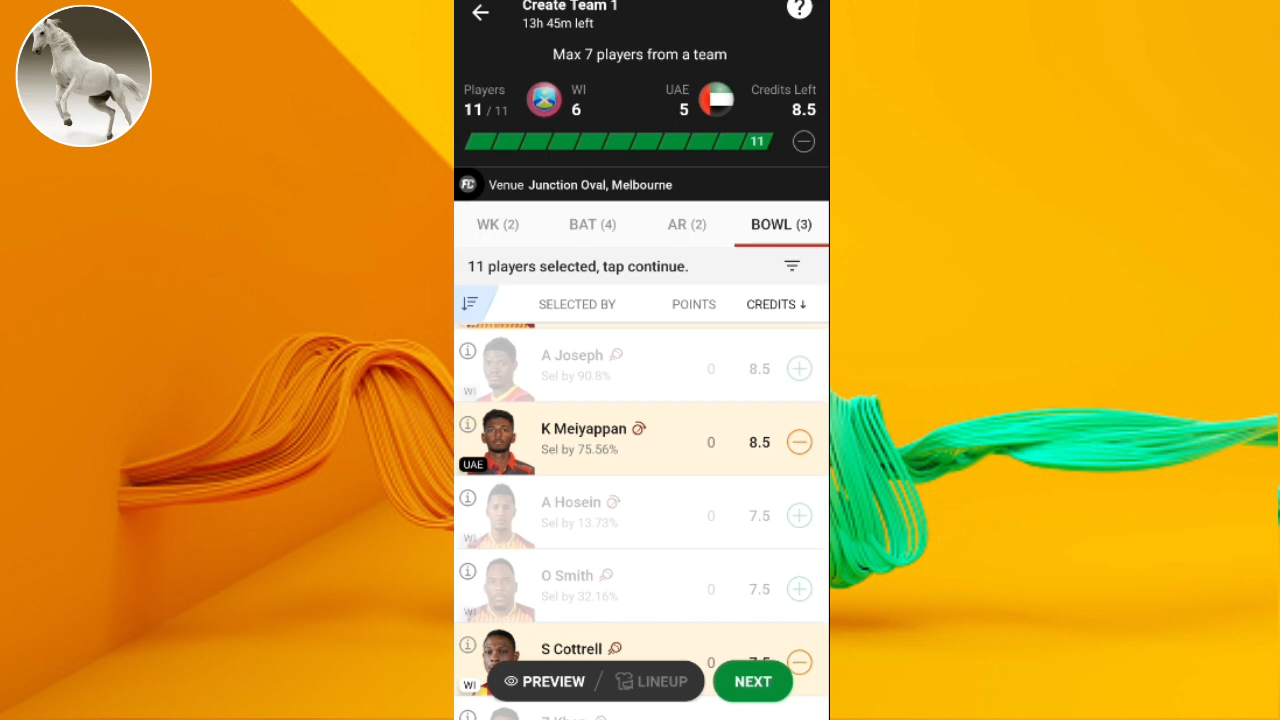 Create Team 1
13h 45m left
?
Max 7 players from a team
Players
11 / 11
WI
6
UAE
5
Credits Left
8.5
11
FC Venue Junction Oval, Melbourne
WK (2) BAT (4) AR (2) BOWL (3)
11 players selected, tap continue.
SELECTED BY POINTS CREDITS ↓
A Joseph
Sel by 90.8%
0 8.5
WI
K Meiyappan
Sel by 75.56%
0 8.5
UAE
A Hosein
Sel by 13.73%
0 7.5
WI
O Smith
Sel by 32.16%
0 7.5
WI
S Cottrell
0 7.5
WI
PREVIEW / LINEUP
NEXT